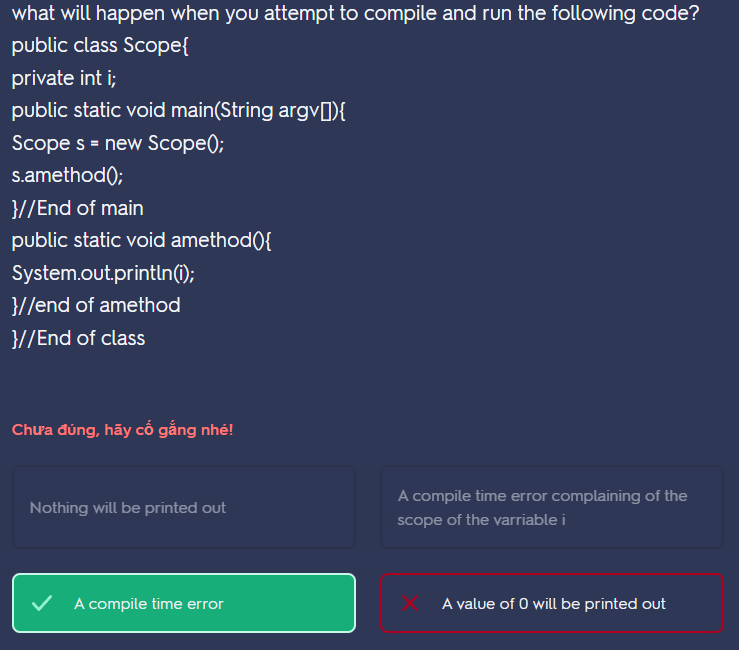 what will happen when you attempt to compile and run the following code?
public class Scope{
private int i;
public static void main(String argv[]){
Scope s = new Scope();
s.amethod();
}//End of main
public static void amethod(){
System.out.println(i);
}//end of amethod
}//End of class
Chưa đúng, hãy cố gắng nhé!
Nothing will be printed out
A compile time error complaining of the
scope of the varriable i
A compile time error
A value of 0 will be printed out